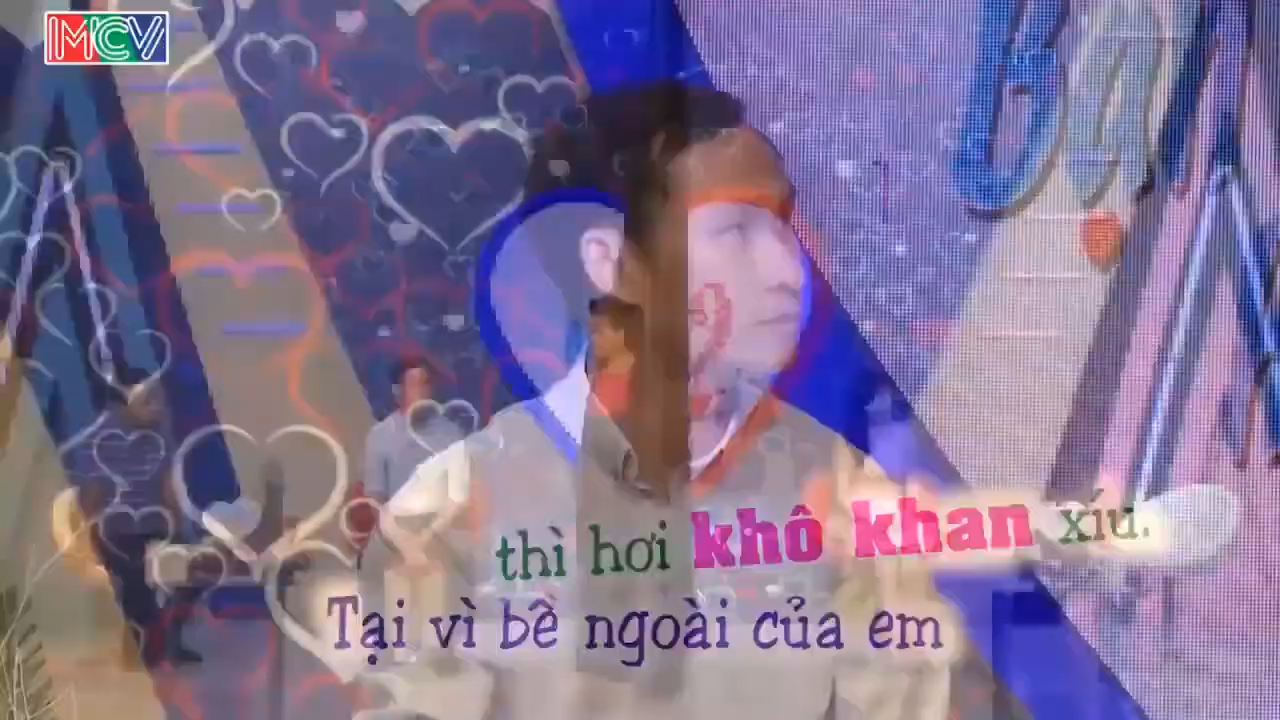 MCV
thì hơi khô khan xíu.
Tại vì bề ngoài của em